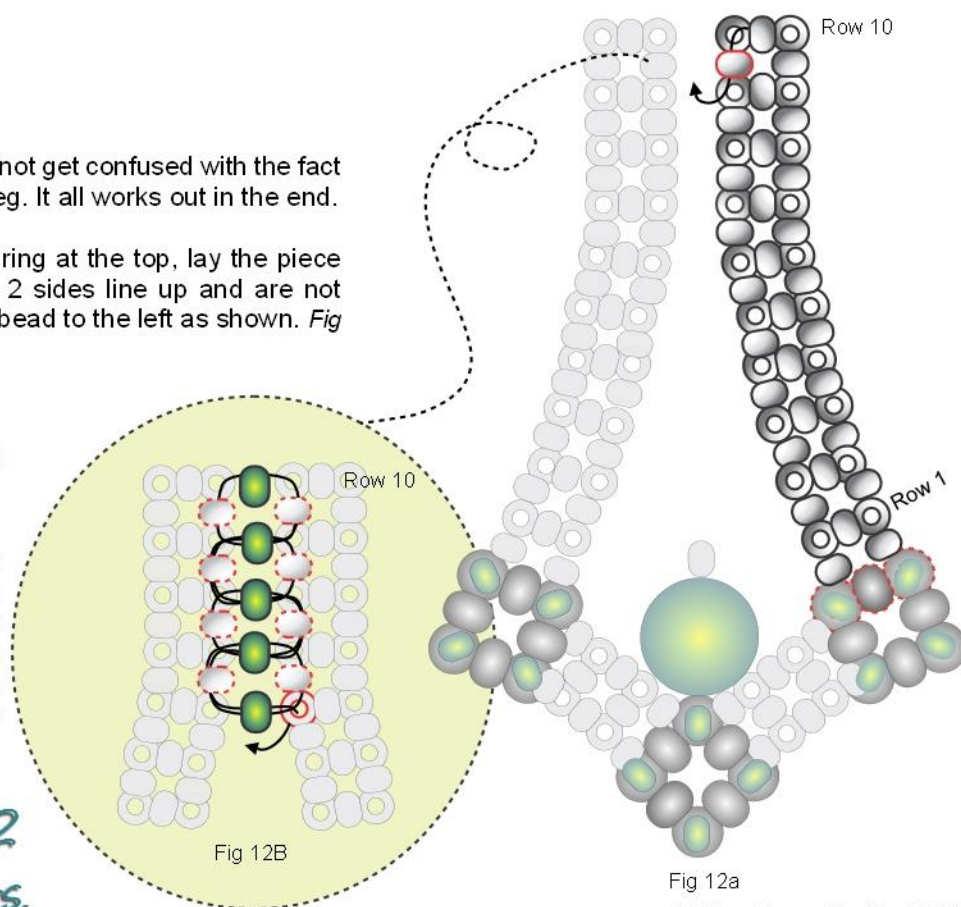 Row 10
not get confused with the fact
eg. It all works out in the end.
ring at the top, lay the piece
2 sides line up and are not
bead to the left as shown. Fig
Row 10
Row 1
Fig 12B
Fig 12a
2
s.